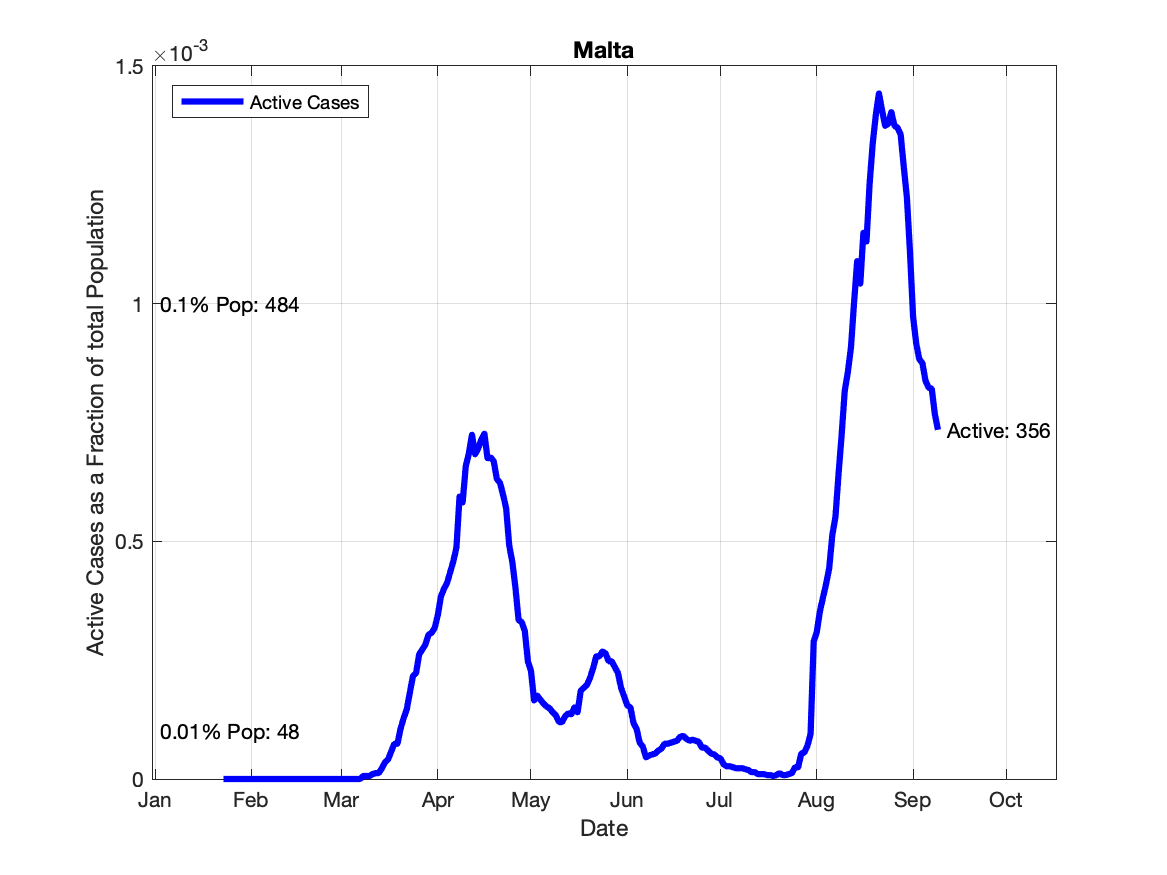 Malta
×10-3
1.5
Active Cases
1
0.1% Pop: 484
Active: 356
0.5
0.01% Pop: 48
0
Jan Feb Mar Apr May Jun Jul Aug Sep Oct
Date
Active Cases as a Fraction of total Population